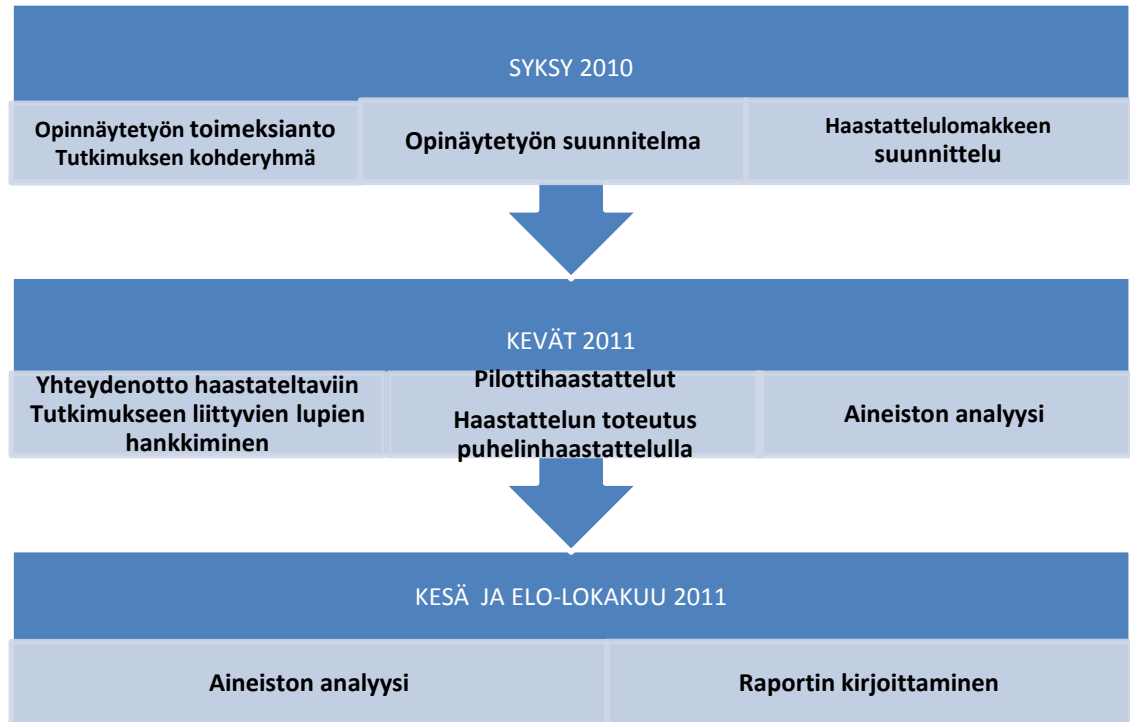 SYKSY 2010
Opinnäytetyön toimeksianto
Tutkimuksen kohderyhmä
Opinäytetyön suunnitelma
Haastattelulomakkeen
suunnittelu
KEVÄT 2011
Yhteydenotto haastateltaviin
Tutkimukseen liittyvien lupien
hankkiminen
Pilottihaastattelut
Haastattelun toteutus
puhelinhaastattelulla
Aineiston analyysi
KESÄ JA ELO-LOKAKUU 2011
Aineiston analyysi
Raportin kirjoittaminen